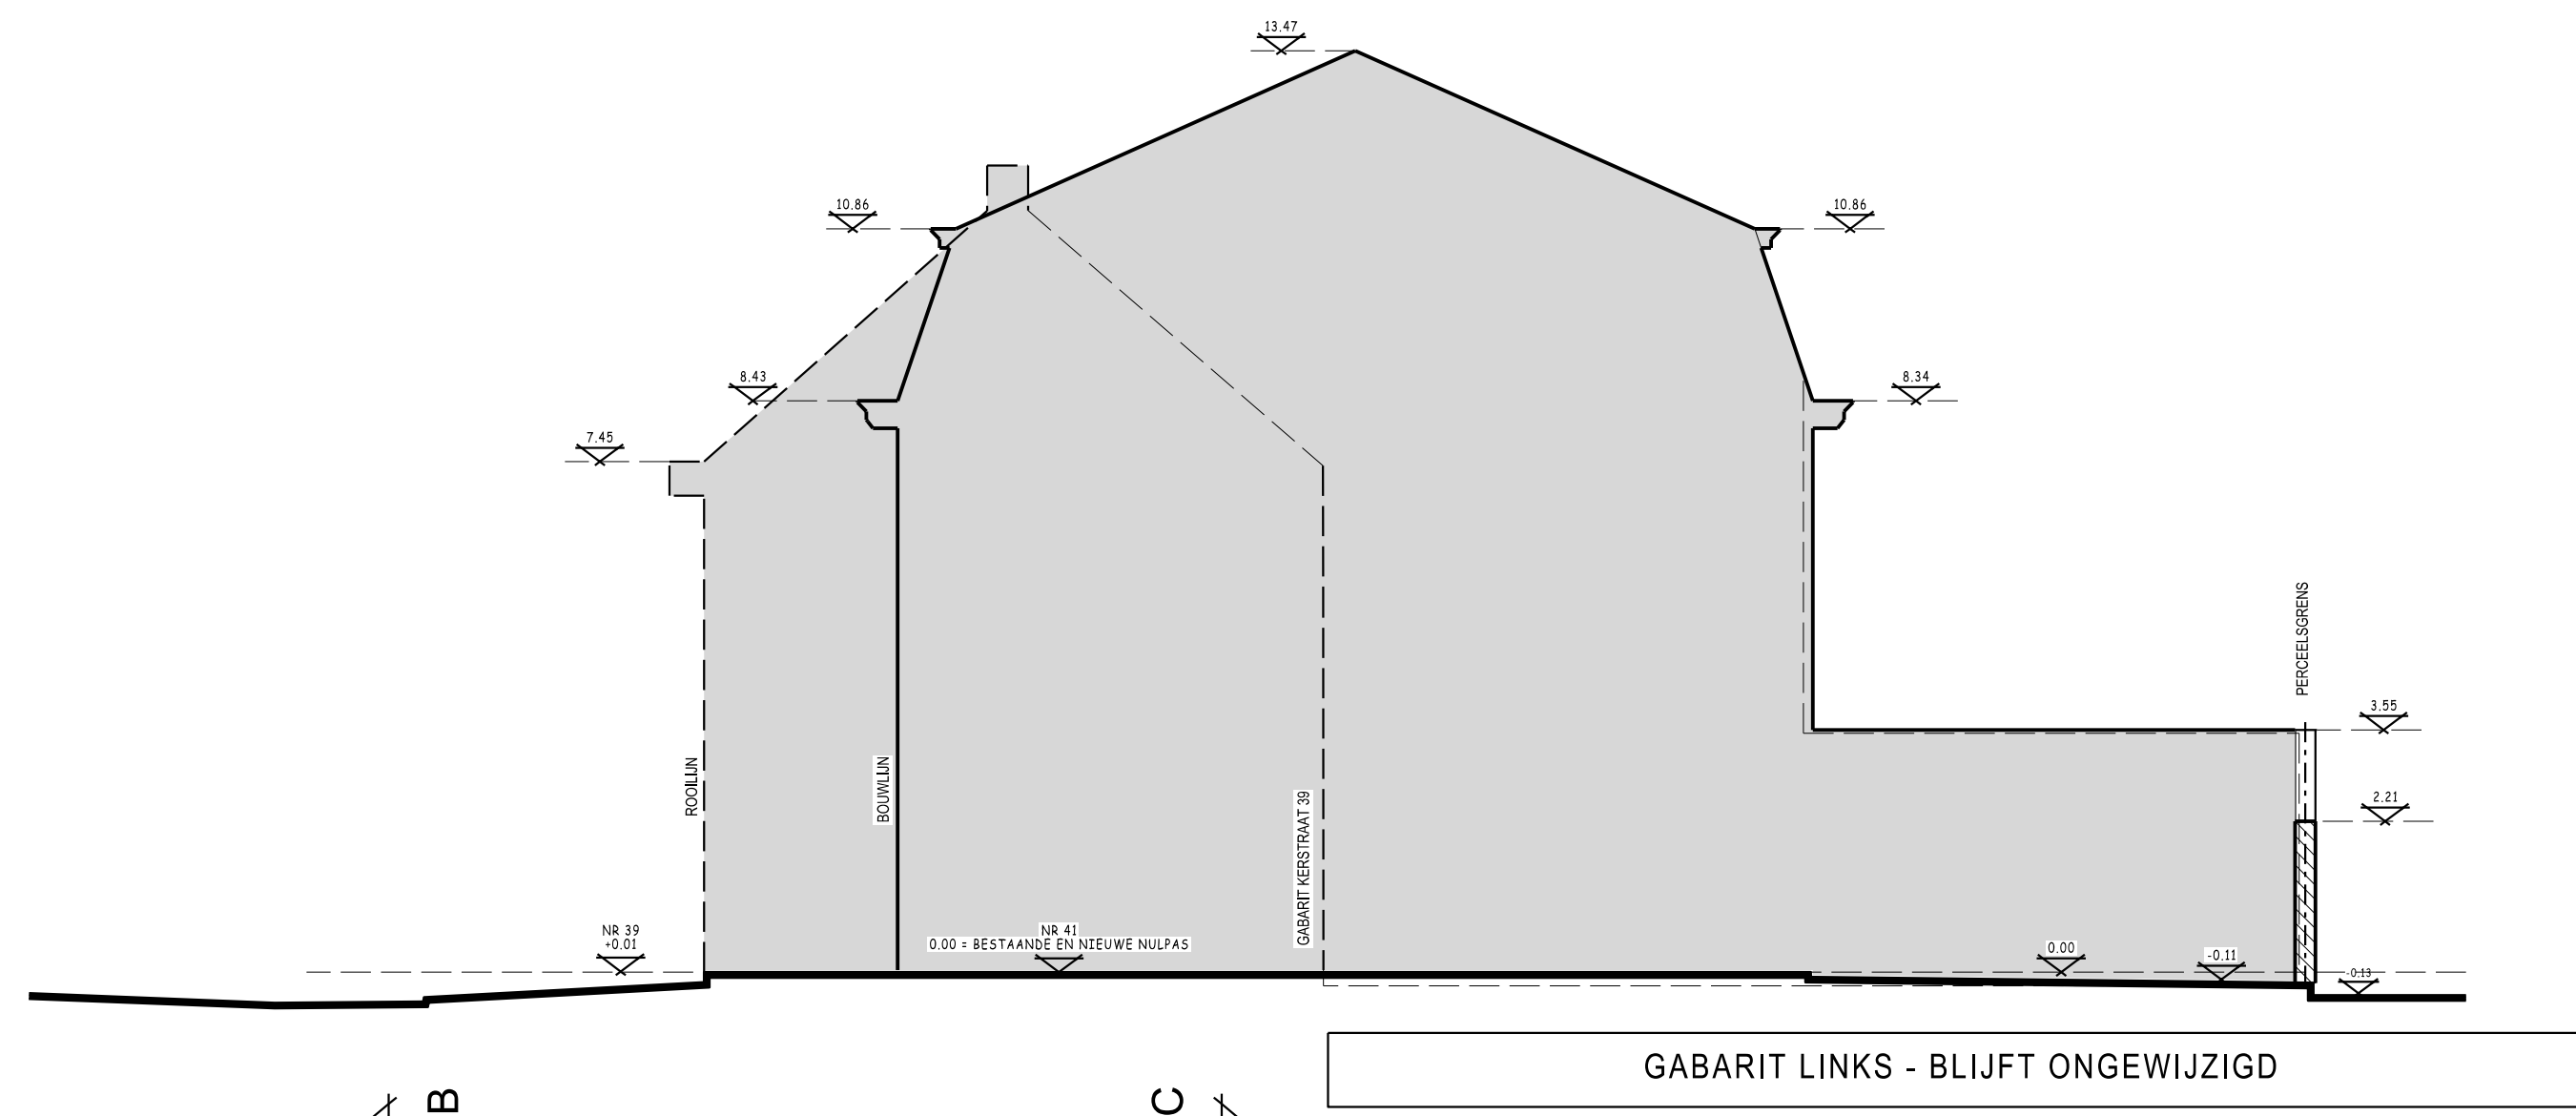 13.47
10.86
10.86
8.43
8.34
7.45
PERCEELSGRENS
3.55
ROOILIJN
BOUWLIJN
GABARIT KERSTRAAT 39
2.21
NR 39
+0.01
NR 41
0.00 = BESTAANDE EN NIEUWE NULPAS
0.00
-0.11
-0.13
GABARIT LINKS - BLIJFT ONGEWIJZIGD
B
C